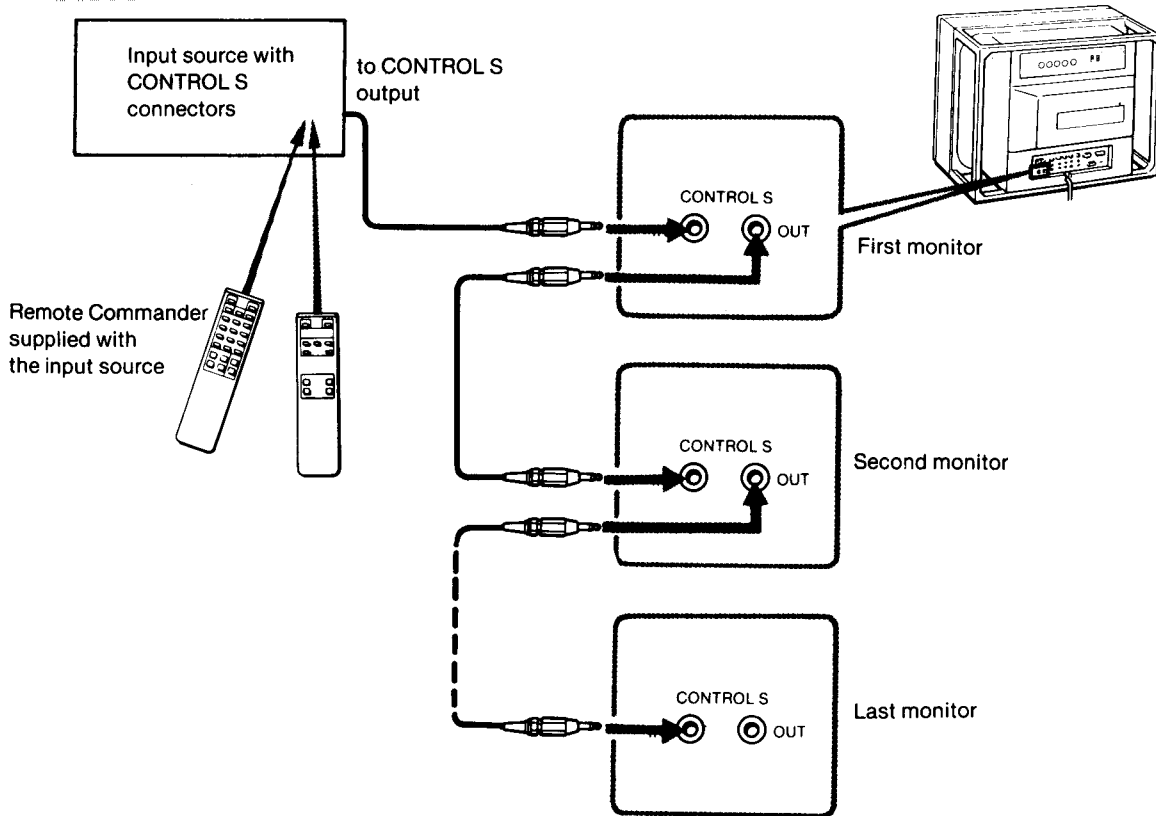 Input source with
CONTROL S
connectors
to CONTROL S
output
CONTROL S
OUT
First monitor
Remote Commander
supplied with
the input source
CONTROL S
OUT
Second monitor
CONTROL S
OUT
Last monitor